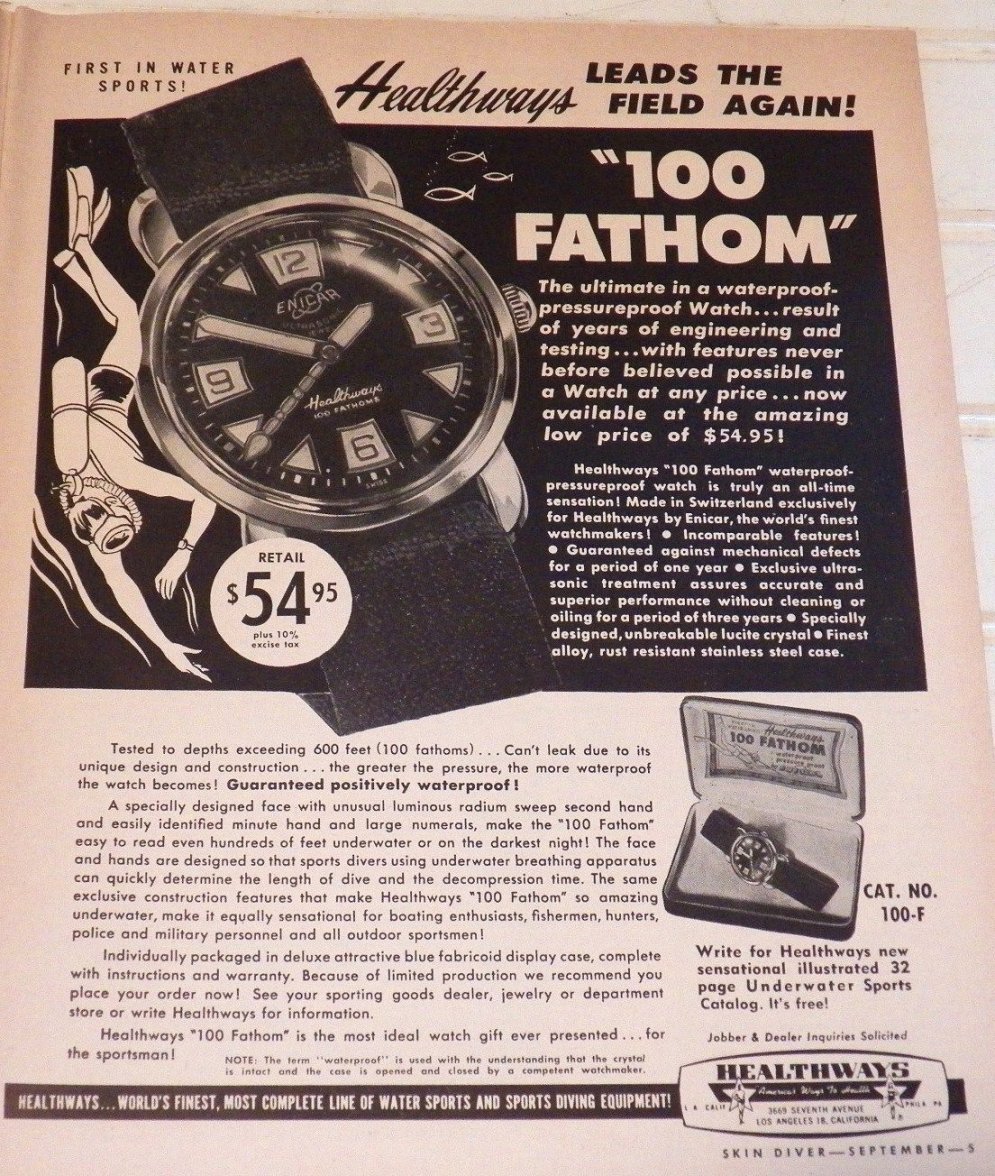 FIRST IN WATER
SPORTS!
Healthways LEADS THE
FIELD AGAIN!
"100
FATHOM"
The ultimate in a waterproof-
pressureproof Watch...result
of years of engineering and
testing...with features never
before believed possible in
a Watch at any price...now
available at the amazing
low price of $54.95!
Healthways "100 Fathom" waterproof-
pressureproof watch is truly an all-time
sensation! Made in Switzerland exclusively
for Healthways by Enicar, the world's finest
watchmakers! ● Incomparable features!
● Guaranteed against mechanical defects
for a period of one year ● Exclusive ultra-
sonic treatment assures accurate and
superior performance without cleaning or
oiling for a period of three years ● Specially
designed, unbreakable lucite crystal ● Finest
alloy, rust resistant stainless steel case.
12
ENICAR
3
9
Healthways
100 FATHOMS
6
SWISS
RETAIL
$54.95
plus 10%
excise tax
Tested to depths exceeding 600 feet (100 fathoms)...Can't leak due to its
unique design and construction...the greater the pressure, the more waterproof
the watch becomes! Guaranteed positively waterproof!
A specially designed face with unusual luminous radium sweep second hand
and easily identified minute hand and large numerals, make the "100 Fathom"
easy to read even hundreds of feet underwater or on the darkest night! The face
and hands are designed so that sports divers using underwater breathing apparatus
can quickly determine the length of dive and the decompression time. The same
exclusive construction features that make Healthways "100 Fathom" so amazing
underwater, make it equally sensational for boating enthusiasts, fishermen, hunters,
police and military personnel and all outdoor sportsmen!
Individually packaged in deluxe attractive blue fabricoid display case, complete
with instructions and warranty. Because of limited production we recommend you
place your order now! See your sporting goods dealer, jewelry or department
store or write Healthways for information.
Healthways "100 Fathom" is the most ideal watch gift ever presented...for
the sportsman!
NOTE: The term "waterproof" is used with the understanding that the crystal
is intact and the case is opened and closed by a competent watchmaker.
Healthways
100 FATHOM
CAT. NO.
100-F
Write for Healthways new
sensational illustrated 32
page Underwater Sports
Catalog. It's free!
Jobber & Dealer Inquiries Solicited
HEALTHWAYS...WORLD'S FINEST, MOST COMPLETE LINE OF WATER SPORTS AND SPORTS DIVING EQUIPMENT!
HEALTHWAYS
America's Ways To Health
L. A. CALIF.
PHILA. PA.
3669 SEVENTH AVENUE
LOS ANGELES 18, CALIFORNIA
SKIN DIVER—SEPTEMBER—5